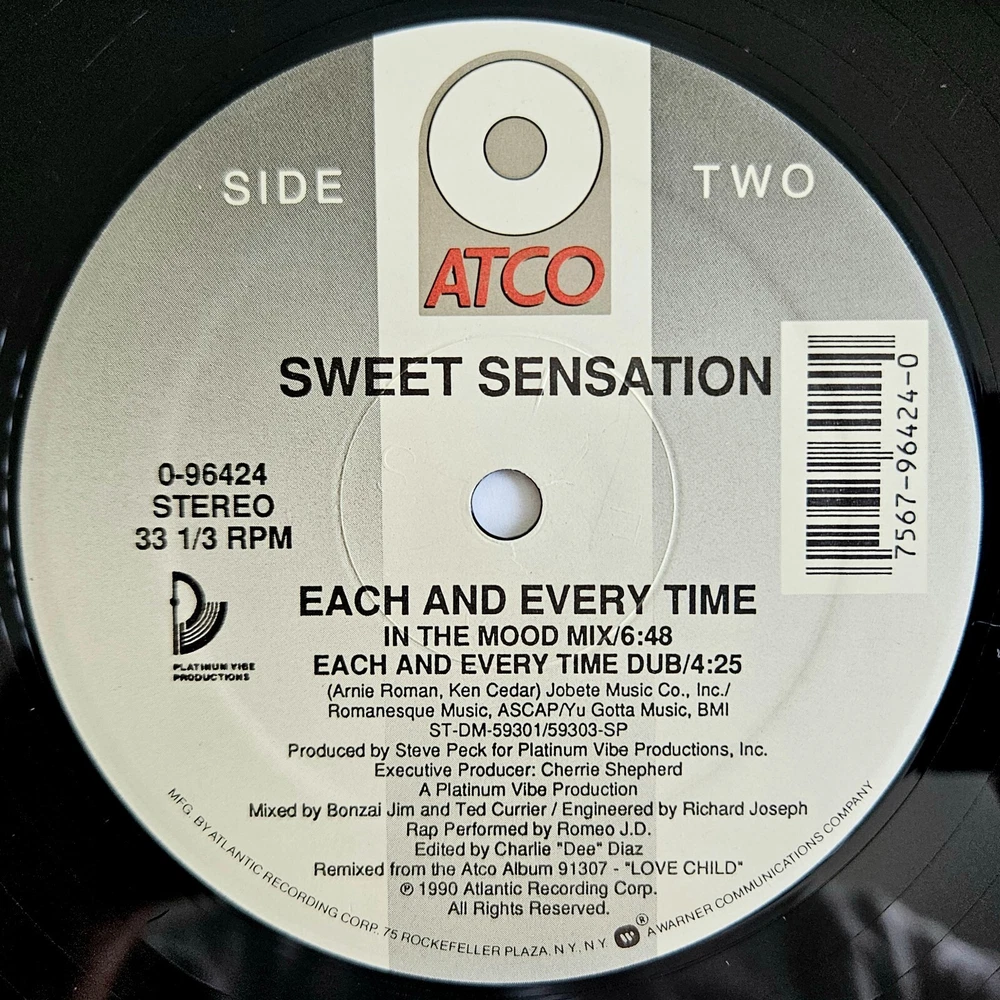 SIDE TWO
ATCO
SWEET SENSATION
7567-96424-0
0-96424
STEREO
33 1/3 RPM
PLATINUM VIBE
PRODUCTIONS
EACH AND EVERY TIME
IN THE MOOD MIX/6:48
EACH AND EVERY TIME DUB/4:25
(Arnie Roman, Ken Cedar) Jobete Music Co., Inc./
Romanesque Music, ASCAP/Yu Gotta Music, BMI
ST-DM-59301/59303-SP
Produced by Steve Peck for Platinum Vibe Productions, Inc.
Executive Producer: Cherrie Shepherd
A Platinum Vibe Production
Mixed by Bonzai Jim and Ted Currier / Engineered by Richard Joseph
Rap Performed by Romeo J.D.
Edited by Charlie "Dee" Diaz
Remixed from the Atco Album 91307 - "LOVE CHILD"
℗ 1990 Atlantic Recording Corp.
All Rights Reserved.
MFG. BY ATLANTIC RECORDING CORP. 75 ROCKEFELLER PLAZA, N.Y. N.Y. ® A WARNER COMMUNICATIONS COMPANY